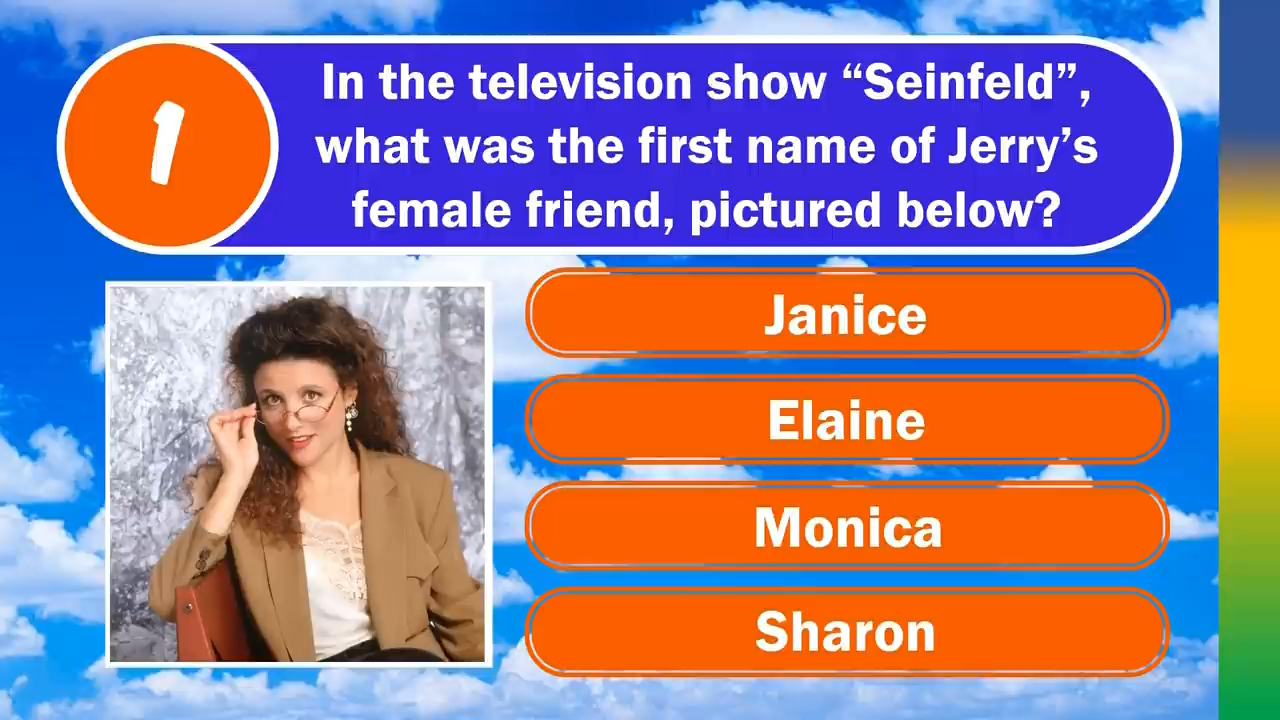 1
In the television show “Seinfeld”,
what was the first name of Jerry’s
female friend, pictured below?
Janice
Elaine
Monica
Sharon